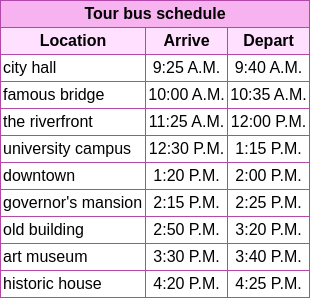 Tour bus schedule
Location Arrive Depart
city hall 9:25 A.M. 9:40 A.M.
famous bridge 10:00 A.M. 10:35 A.M.
the riverfront 11:25 A.M. 12:00 P.M.
university campus 12:30 P.M. 1:15 P.M.
downtown 1:20 P.M. 2:00 P.M.
governor's mansion 2:15 P.M. 2:25 P.M.
old building 2:50 P.M. 3:20 P.M.
art museum 3:30 P.M. 3:40 P.M.
historic house 4:20 P.M. 4:25 P.M.